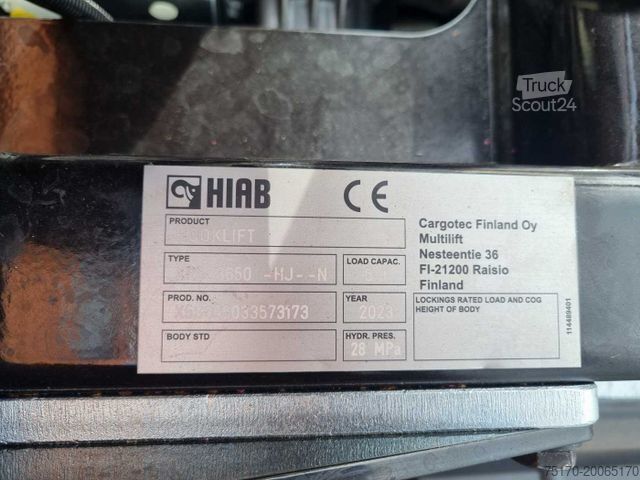 Truck
Scout24
HIAB CE
PRODUCT
TYPE
-HJ--N
LOAD CAPAC.
PROD. NO.
YEAR
2023
BODY STD
HYDR. PRES.
28 MPa
Cargotec Finland Oy
Multilift
Nesteentie 36
FI-21200 Raisio
Finland
LOCKINGS RATED LOAD AND COG
HEIGHT OF BODY
114489401
75170-20065170